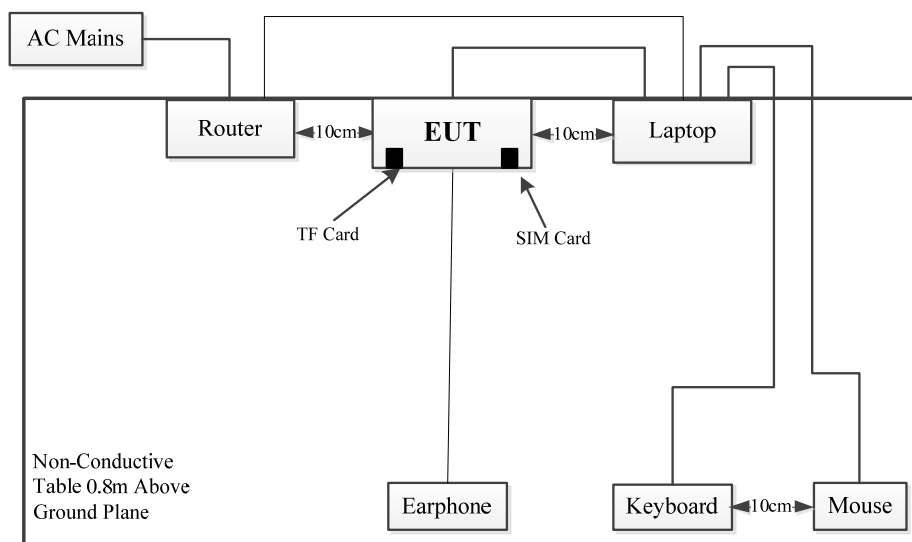 AC Mains
Router
10cm
EUT
10cm
Laptop
TF Card
SIM Card
Non-Conductive
Table 0.8m Above
Ground Plane
Earphone
Keyboard
10cm
Mouse